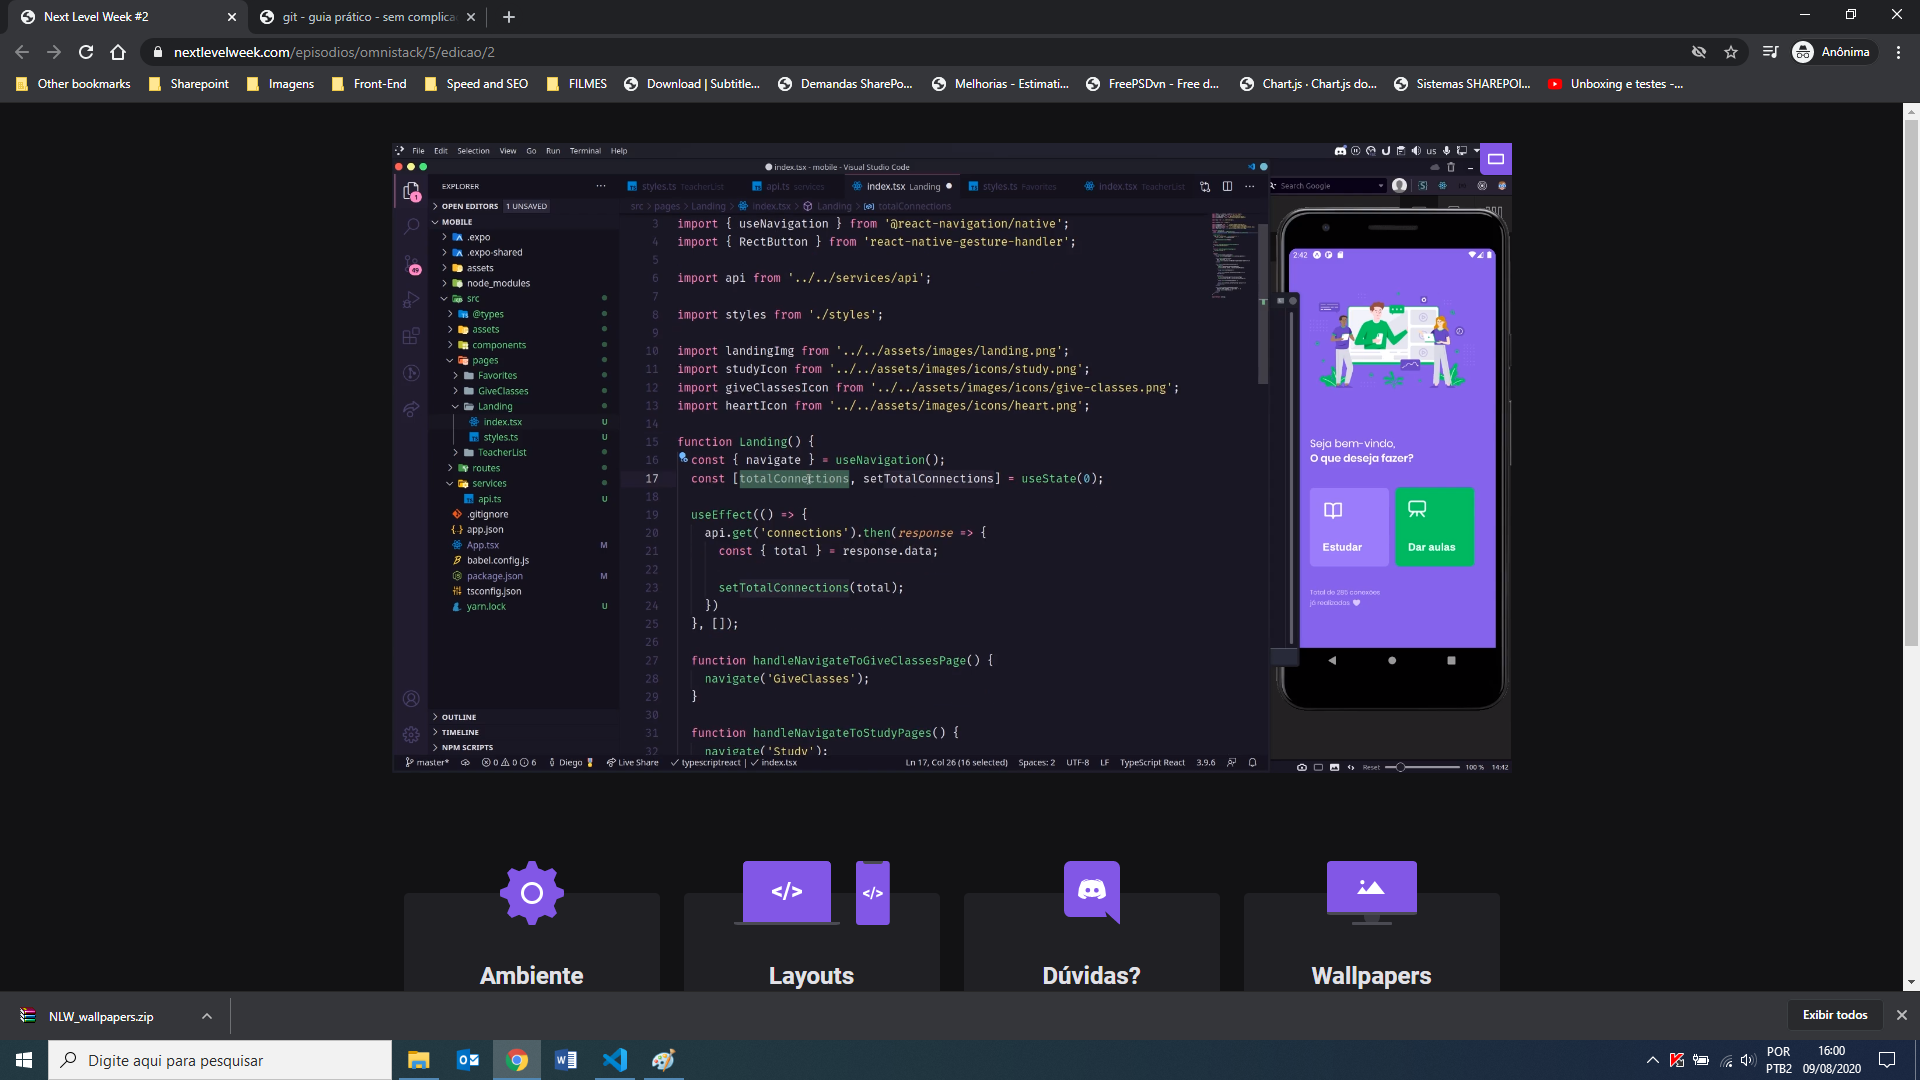 Next Level Week #2
git - guia prático - sem complica
nextlevelweek.com/episodios/omnistack/5/edicao/2
Anônima
Other bookmarks
Sharepoint
Imagens
Front-End
Speed and SEO
FILMES
Download | Subtitle...
Demandas SharePo...
Melhorias - Estimati...
FreePSDvn - Free d...
Chart.js · Chart.js do...
Sistemas SHAREPOI...
Unboxing e testes -...
File Edit Selection View Go Run Terminal Help
us
index.tsx - mobile - Visual Studio Code
EXPLORER
styles.ts TeacherList
api.ts services
index.tsx Landing
styles.ts Favorites
index.tsx TeacherList
Search Google
OPEN EDITORS 1 UNSAVED
src > pages > Landing > index.tsx > Landing > totalConnections
MOBILE
.expo
.expo-shared
assets
node_modules
src
@types
assets
components
pages
Favorites
GiveClasses
Landing
index.tsx U
styles.ts U
TeacherList
routes
services
api.ts U
.gitignore
app.json
App.tsx M
babel.config.js
package.json M
tsconfig.json
yarn.lock U
OUTLINE
TIMELINE
NPM SCRIPTS
1
49
3 import { useNavigation } from '@react-navigation/native';
4 import { RectButton } from 'react-native-gesture-handler';
5
6 import api from '../../services/api';
7
8 import styles from './styles';
9
10 import landingImg from '../../assets/images/landing.png';
11 import studyIcon from '../../assets/images/icons/study.png';
12 import giveClassesIcon from '../../assets/images/icons/give-classes.png';
13 import heartIcon from '../../assets/images/icons/heart.png';
14
15 function Landing() {
16 const { navigate } = useNavigation();
17 const [totalConnections, setTotalConnections] = useState(0);
18
19 useEffect(() => {
20 api.get('connections').then(response => {
21 const { total } = response.data;
22
23 setTotalConnections(total);
24 })
25 }, []);
26
27 function handleNavigateToGiveClassesPage() {
28 navigate('GiveClasses');
29 }
30
31 function handleNavigateToStudyPages() {
32 navigate('Study');
2:42
Seja bem-vindo,
O que deseja fazer?
Estudar
Dar aulas
Total de 285 conexões
já realizadas
master*
0 0 6
Diego
Live Share
typescriptreact | index.tsx
Ln 17, Col 26 (16 selected)
Spaces: 2
UTF-8
LF
TypeScript React
3.9.6
Reset
100 %
14:42
</>
</>
Ambiente
Layouts
Dúvidas?
Wallpapers
NLW_wallpapers.zip
Exibir todos
Digite aqui para pesquisar
POR
PTB2
16:00
09/08/2020